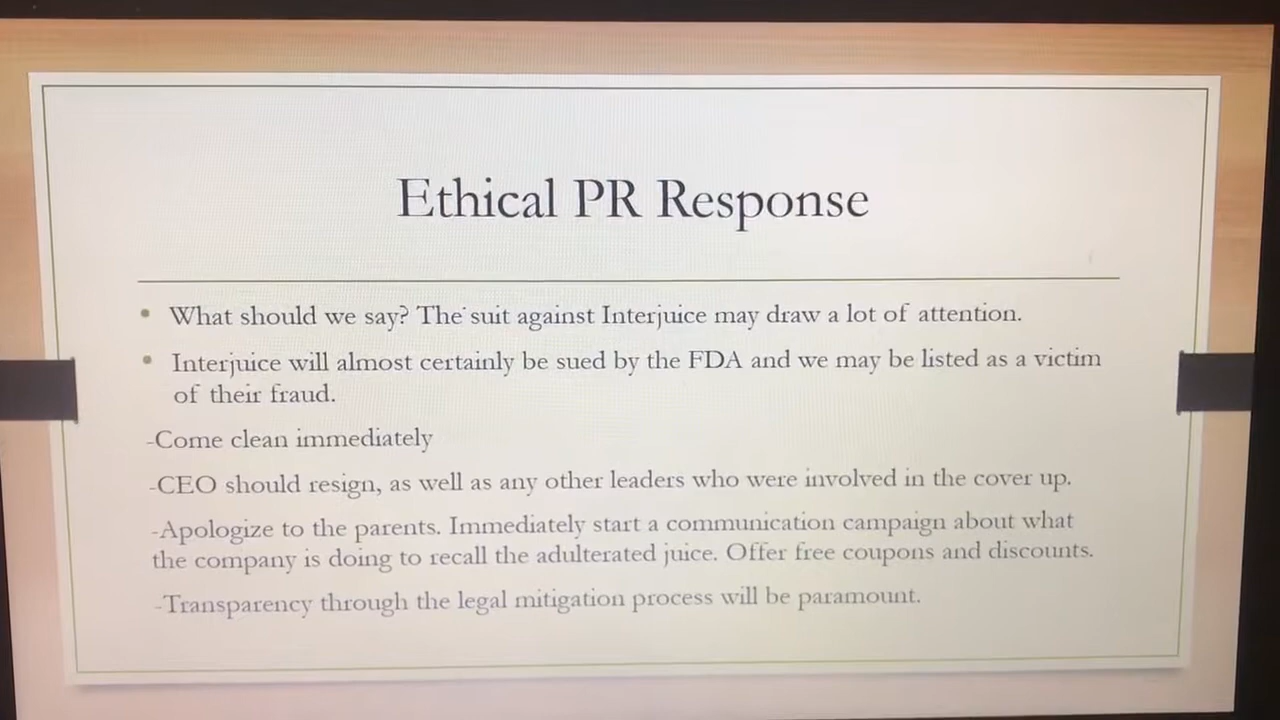 Ethical PR Response
• What should we say? The suit against Interjuice may draw a lot of attention.
• Interjuice will almost certainly be sued by the FDA and we may be listed as a victim
of their fraud.
-Come clean immediately
-CEO should resign, as well as any other leaders who were involved in the cover up.
-Apologize to the parents. Immediately start a communication campaign about what
the company is doing to recall the adulterated juice. Offer free coupons and discounts.
-Transparency through the legal mitigation process will be paramount.